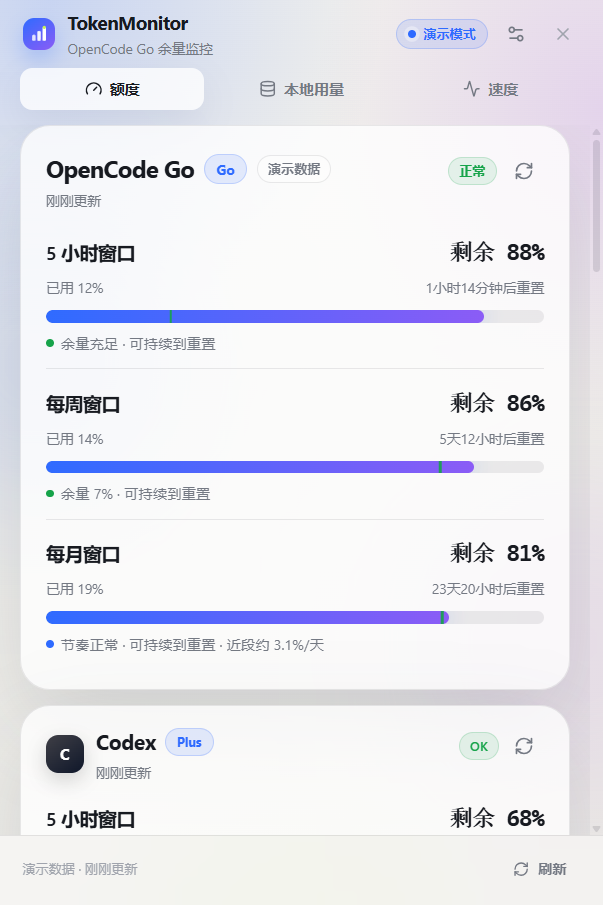 TokenMonitor
OpenCode Go 余量监控
演示模式
额度
本地用量
速度
OpenCode Go
Go
演示数据
正常
刚刚更新
5 小时窗口
剩余 88%
已用 12%
1小时14分钟后重置
余量充足 · 可持续到重置
每周窗口
剩余 86%
已用 14%
5天12小时后重置
余量 7% · 可持续到重置
每月窗口
剩余 81%
已用 19%
23天20小时后重置
节奏正常 · 可持续到重置 · 近段约 3.1%/天
C
Codex
Plus
OK
刚刚更新
5 小时窗口
剩余 68%
演示数据 · 刚刚更新
刷新